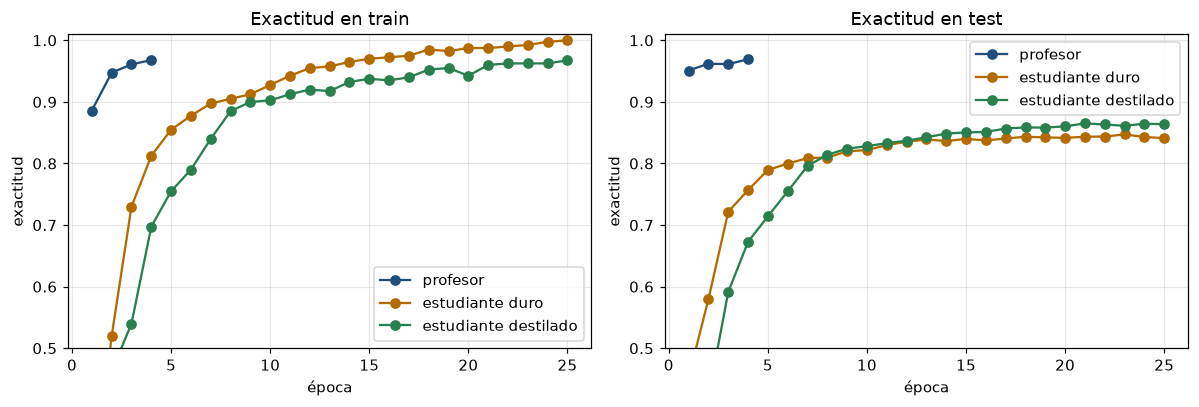 Exactitud en train
exactitud
1.0
0.9
0.8
0.7
0.6
0.5
0
5
10
15
20
25
época
profesor
estudiante duro
estudiante destilado
Exactitud en test
exactitud
1.0
0.9
0.8
0.7
0.6
0.5
0
5
10
15
20
25
época
profesor
estudiante duro
estudiante destilado